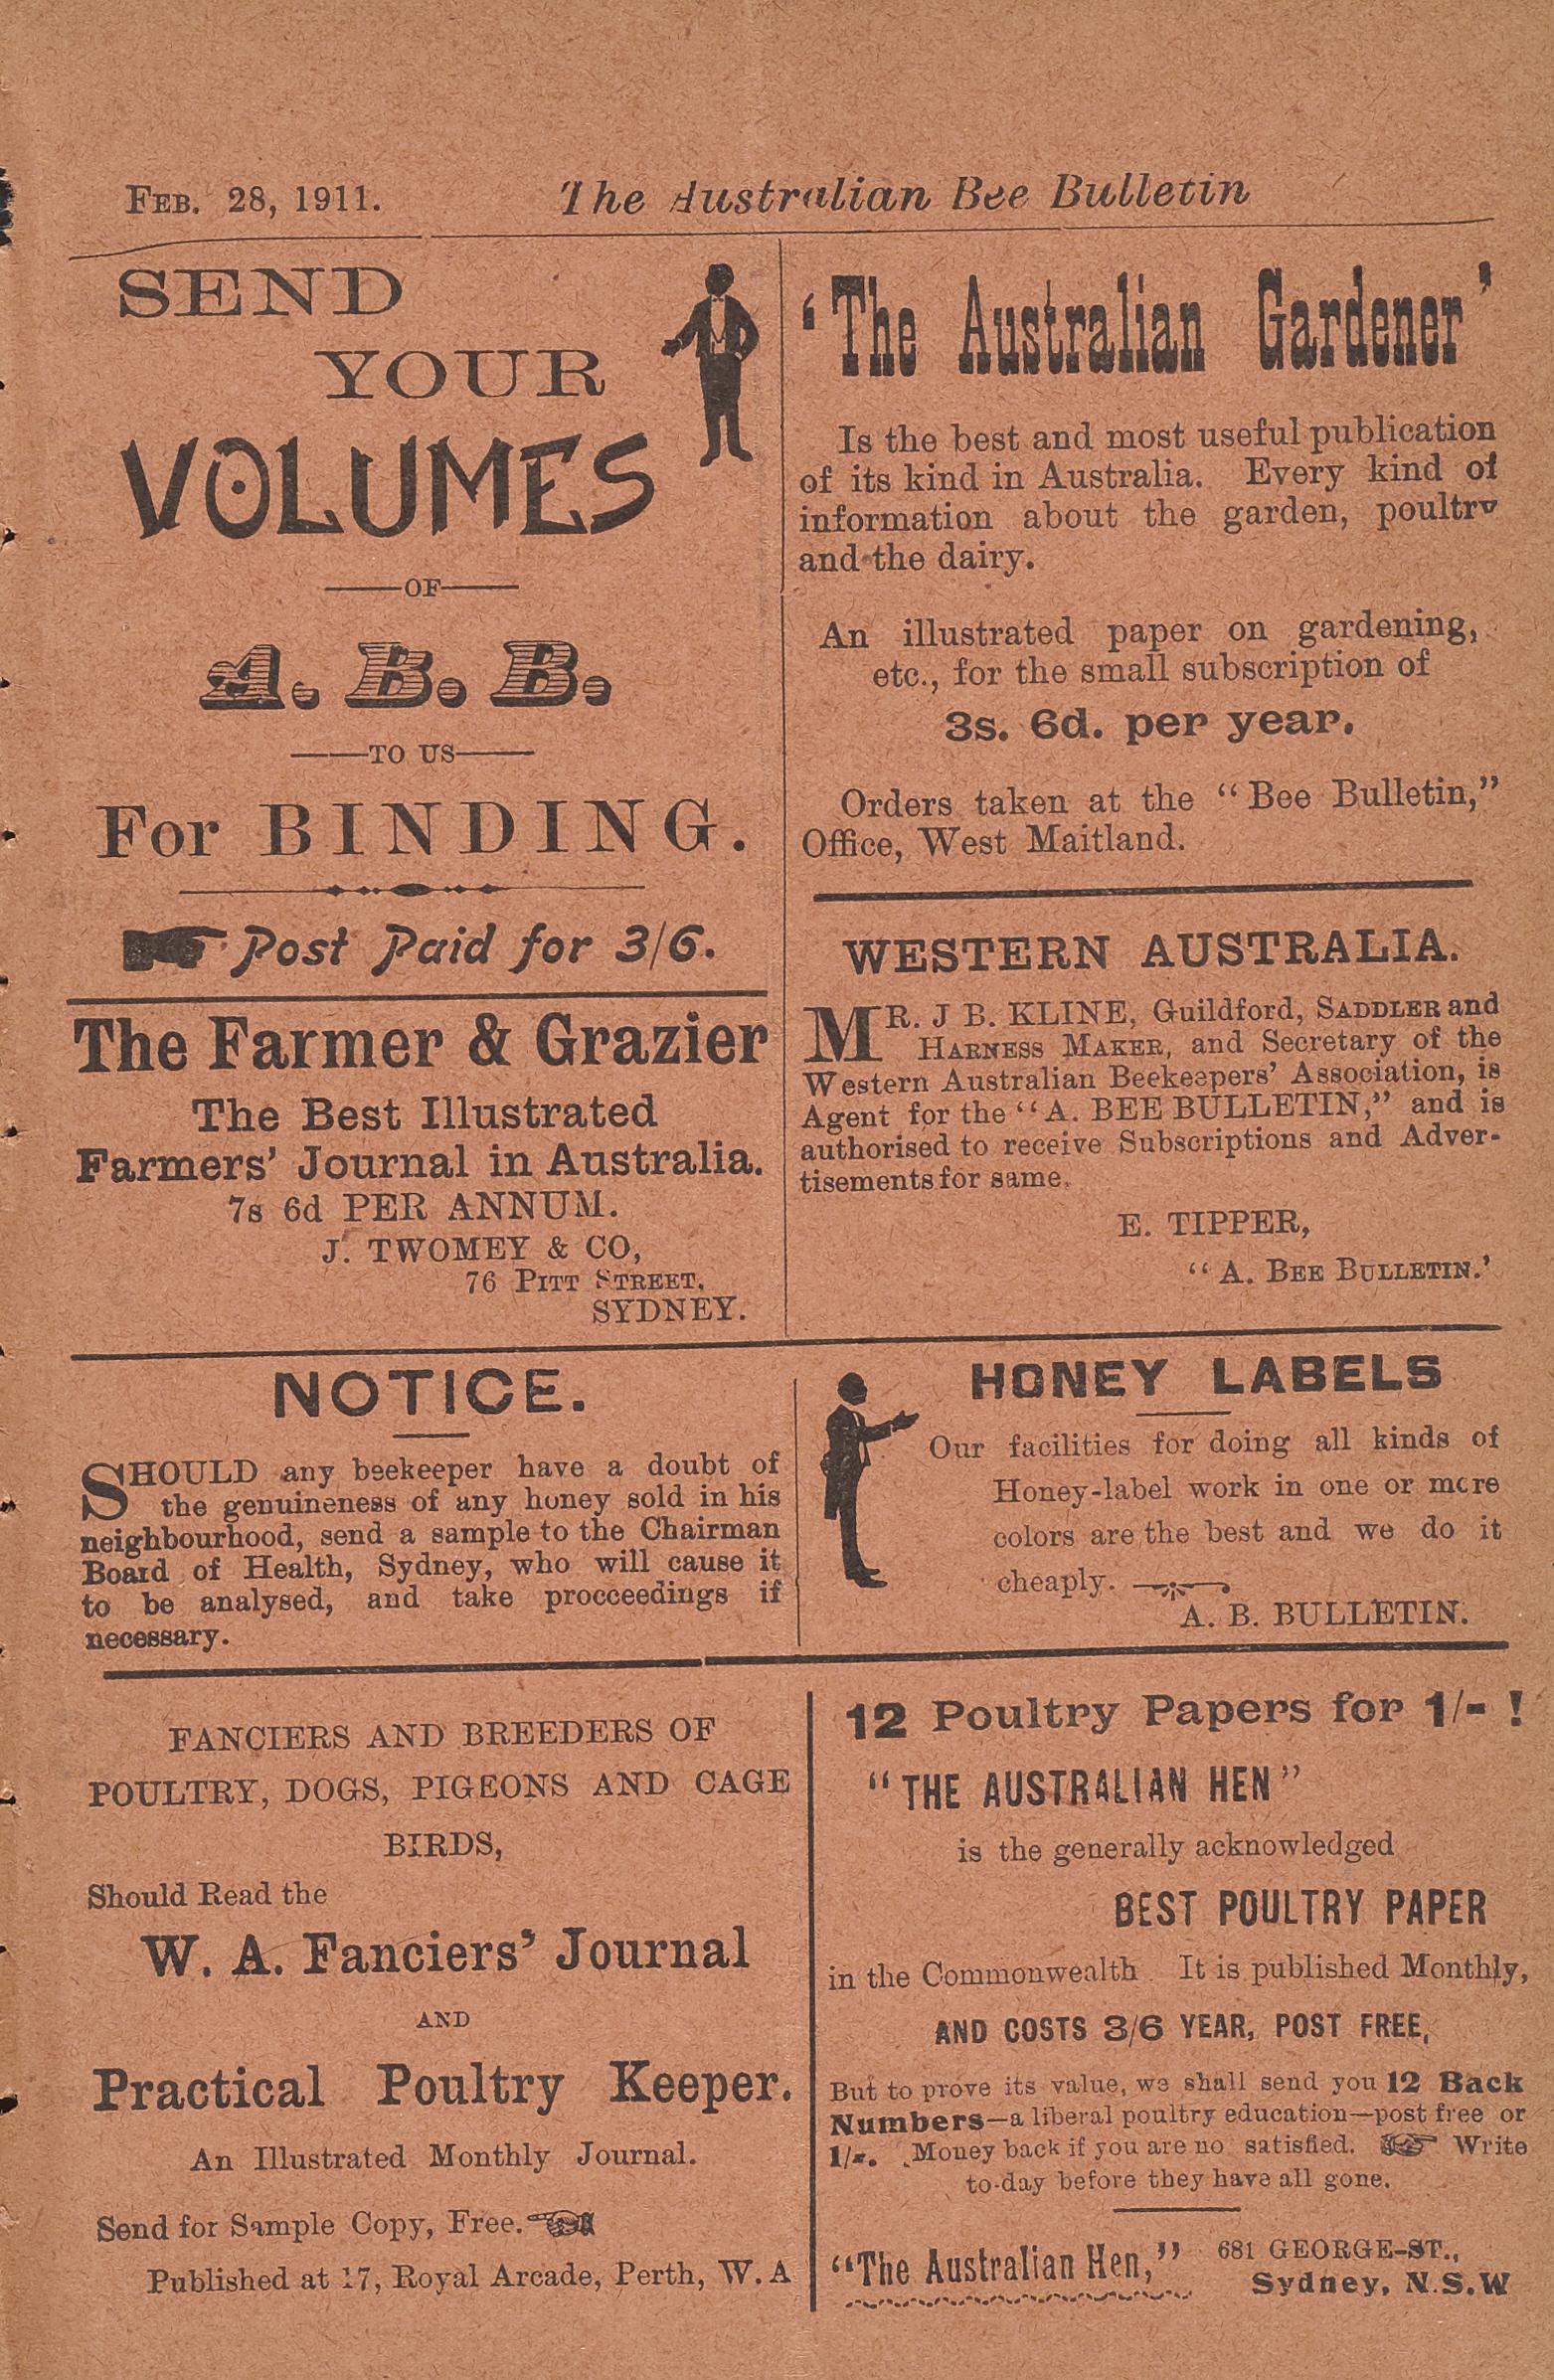 FEB. 28, 1911. The Australian Bee Bulletin
SEND
YOUR
VOLUMES
OF
A. B. B.
TO US
For BINDING.
Post Paid for 3/6.
The Farmer & Grazier
The Best Illustrated
Farmers' Journal in Australia.
7s 6d PER ANNUM.
J. TWOMEY & CO,
76 PITT STREET,
SYDNEY.
'The Australian Gardener'
Is the best and most useful publication
of its kind in Australia. Every kind of
information about the garden, poultry
and the dairy.
An illustrated paper on gardening,
etc., for the small subscription of
3s. 6d. per year.
Orders taken at the "Bee Bulletin,"
Office, West Maitland.
WESTERN AUSTRALIA.
MR. J B. KLINE, Guildford, SADDLER and
HARNESS MAKER, and Secretary of the
Western Australian Beekeepers' Association, is
Agent for the "A. BEE BULLETIN," and is
authorised to receive Subscriptions and Adver-
tisements for same.
E. TIPPER,
"A. BEE BULLETIN.'
NOTICE.
SHOULD any beekeeper have a doubt of
the genuineness of any honey sold in his
neighbourhood, send a sample to the Chairman
Board of Health, Sydney, who will cause it
to be analysed, and take procceedings if
necessary.
HONEY LABELS
Our facilities for doing all kinds of
Honey-label work in one or more
colors are the best and we do it
cheaply.
A. B. BULLETIN.
FANCIERS AND BREEDERS OF
POULTRY, DOGS, PIGEONS AND CAGE
BIRDS,
Should Read the
W. A. Fanciers' Journal
AND
Practical Poultry Keeper.
An Illustrated Monthly Journal.
Send for Sample Copy, Free.
Published at 17, Royal Arcade, Perth, W. A
12 Poultry Papers for 1/- !
"THE AUSTRALIAN HEN"
is the generally acknowledged
BEST POULTRY PAPER
in the Commonwealth. It is published Monthly,
AND COSTS 3/6 YEAR, POST FREE,
But to prove its value, we shall send you 12 Back
Numbers—a liberal poultry education—post free or
1/-. Money back if you are no satisfied. Write
to-day before they have all gone.
"The Australian Hen," 681 GEORGE-ST.,
Sydney, N.S.W